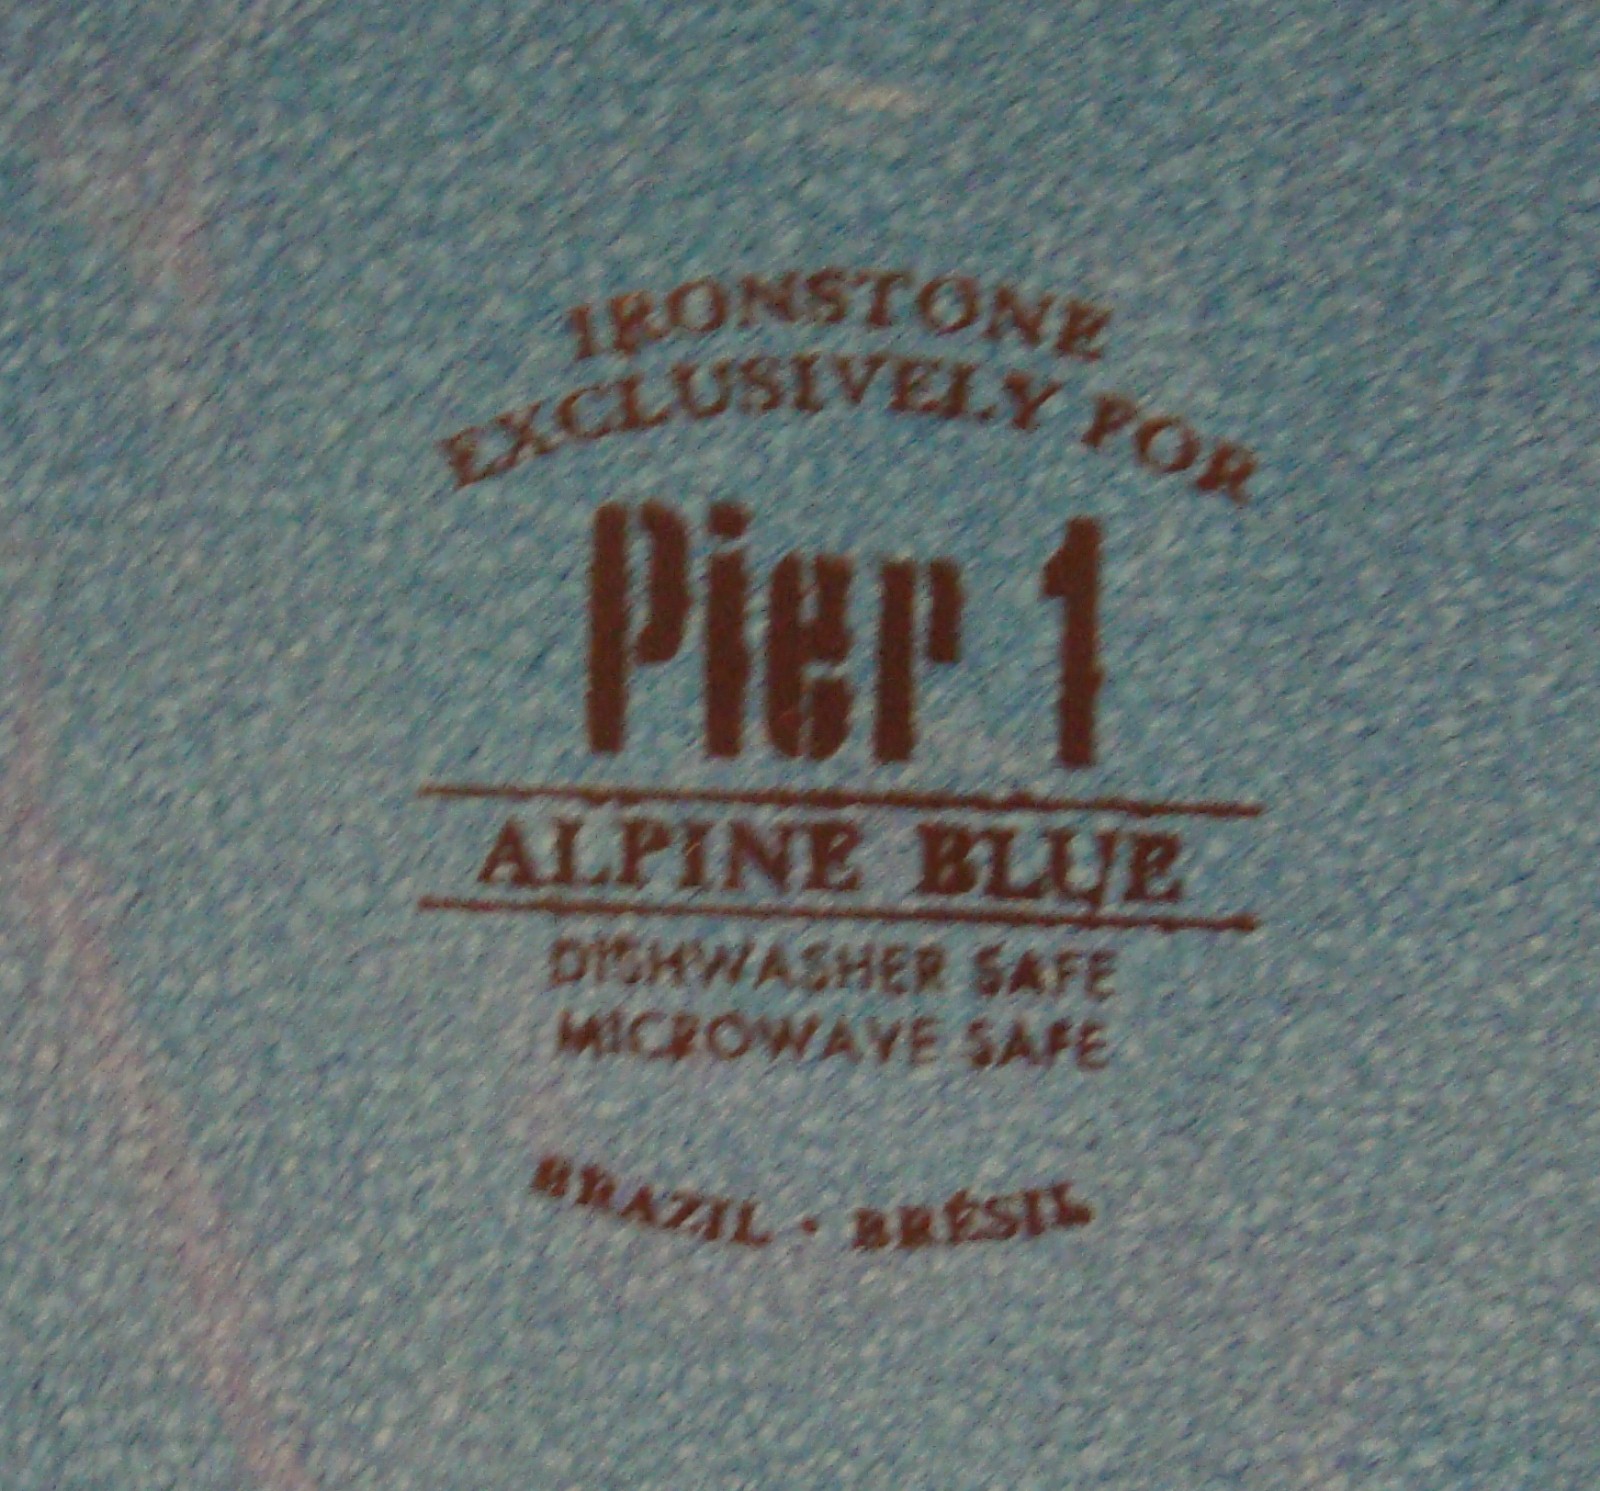 IRONSTONE
EXCLUSIVELY FOR
Pier 1
ALPINE BLUE
DISHWASHER SAFE
MICROWAVE SAFE
BRAZIL · BRÉSIL